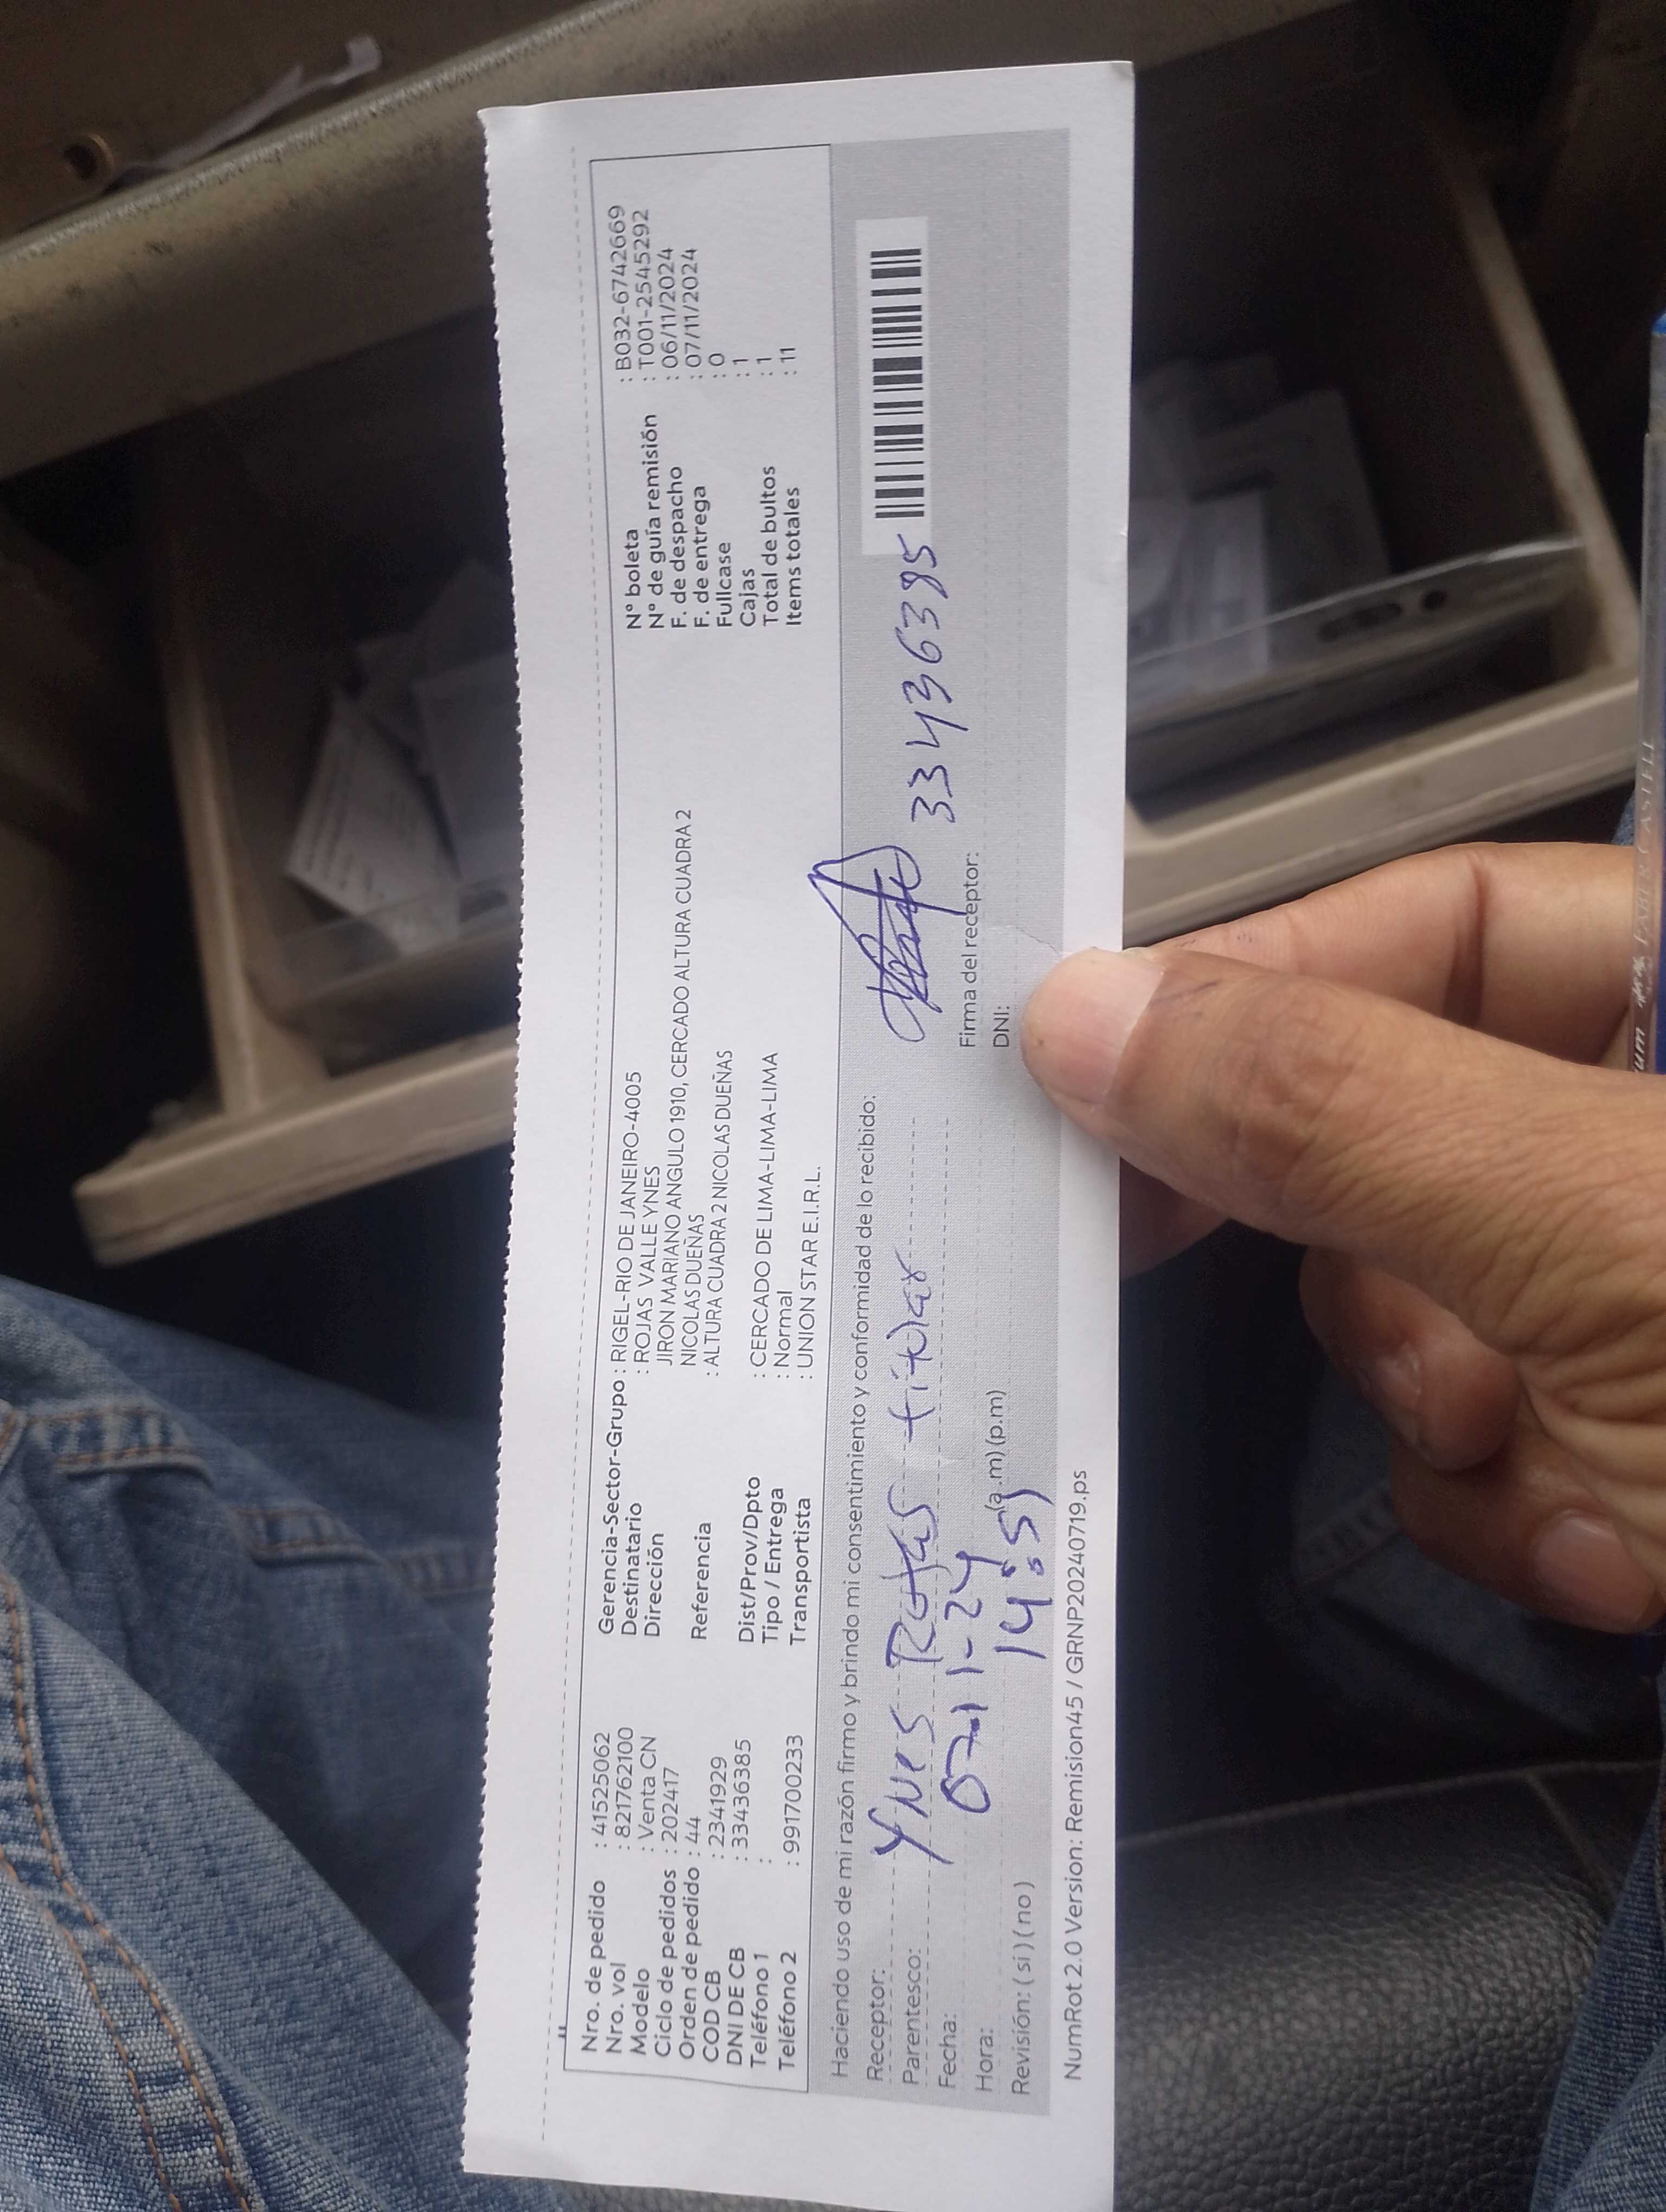 Nro. de pedido : 41525062
Nro. vol : 821762100
Modelo : Venta CN
Ciclo de pedidos : 202417
Orden de pedido : 44
COD CB : 2341929
DNI DE CB : 33436385
Teléfono 1 :
Teléfono 2 : 991700233
Gerencia-Sector-Grupo : RIGEL-RIO DE JANEIRO-4005
Destinatario : ROJAS VALLE YNES
Dirección JIRON MARIANO ANGULO 1910, CERCADO ALTURA CUADRA 2
NICOLAS DUEÑAS
Referencia : ALTURA CUADRA 2 NICOLAS DUEÑAS
Dist/Prov/Dpto : CERCADO DE LIMA-LIMA-LIMA
Tipo / Entrega : Normal
Transportista : UNION STAR E.I.R.L.
N° boleta : B032-6742669
N° de guía remisión : T001-2545292
F. de despacho : 06/11/2024
F. de entrega : 07/11/2024
Fullcase : 0
Cajas : 1
Total de bultos : 1
Items totales : 11
Haciendo uso de mi razón firmo y brindo mi consentimiento y conformidad de lo recibido:
Receptor: Ynes Rojas titular
Parentesco:
Fecha: 07-11-24
Hora: 14:5 (a.m) (p.m)
Revisión: ( si ) ( no )
33436385
Firma del receptor:
DNI:
NumRot 2.0 Version: Remision45 / GRNP20240719.ps
FABER CASTELL